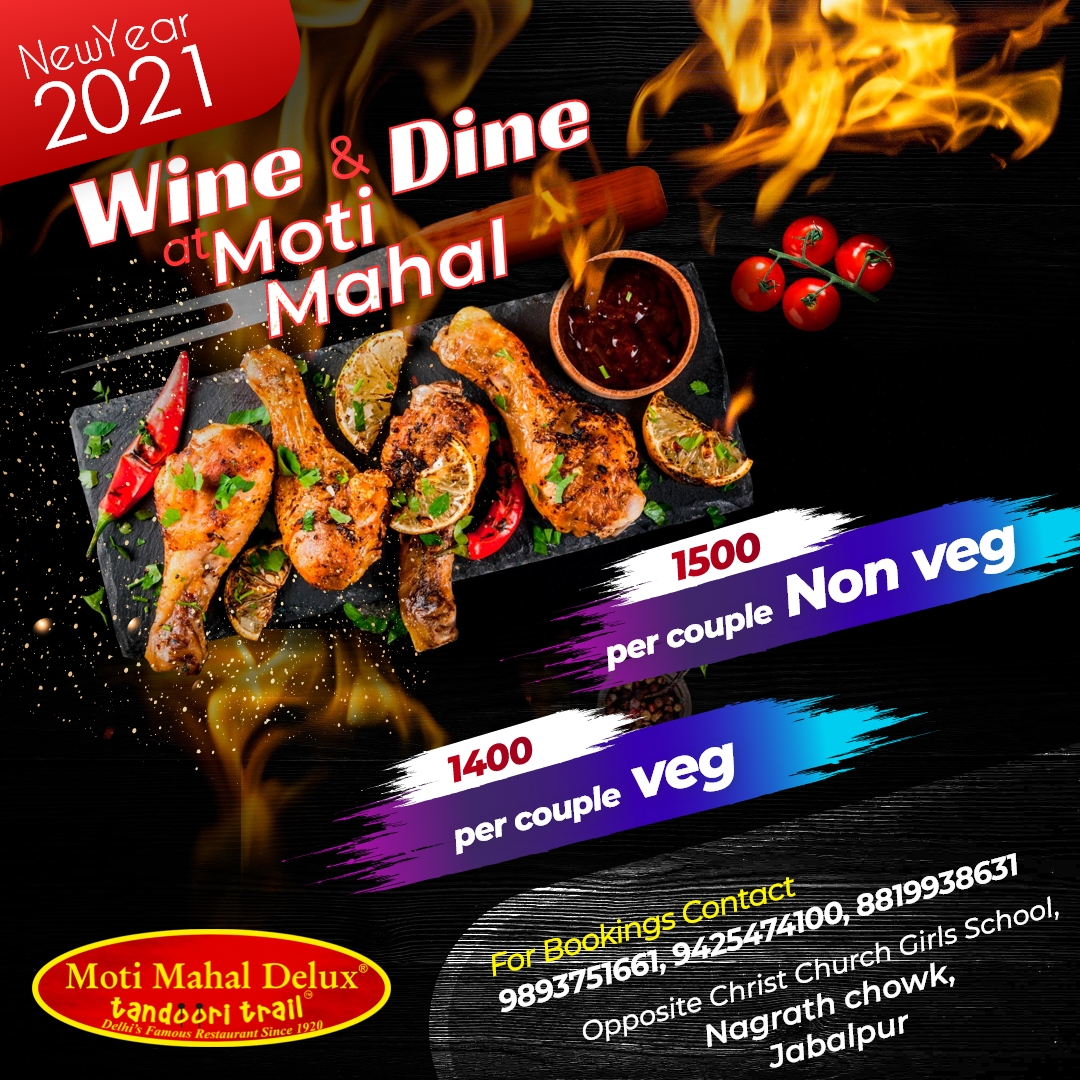 NewYear
2021
Wine & Dine
at Moti
Mahal
1500
per couple Non veg
1400
per couple veg
For Bookings Contact
9893751661, 9425474100, 8819938631
Opposite Christ Church Girls School,
Nagrath chowk,
Jabalpur
Moti Mahal Delux®
tandoori trail™
Delhi's Famous Restaurant Since 1920